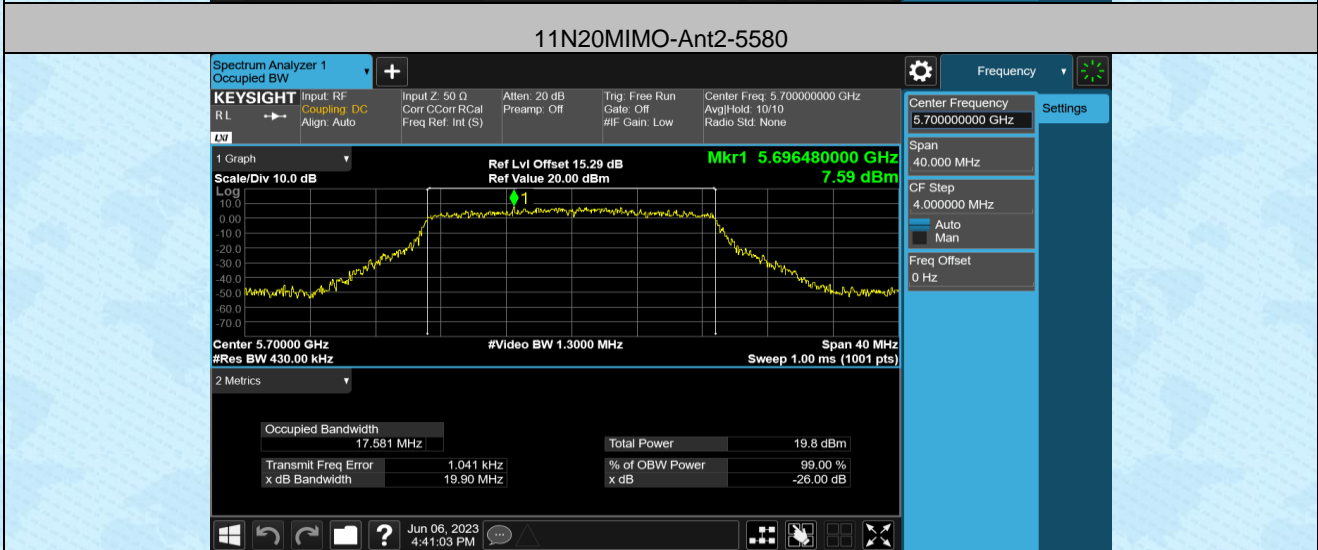 11N20MIMO-Ant2-5580
Spectrum Analyzer 1
Occupied BW
+
Frequency
KEYSIGHT
RL
LXI
Input: RF
Coupling: DC
Align: Auto
Input Z: 50 Ω
Corr CCorr RCal
Freq Ref: Int (S)
Atten: 20 dB
Preamp: Off
Trig: Free Run
Gate: Off
#IF Gain: Low
Center Freq: 5.700000000 GHz
Avg|Hold: 10/10
Radio Std: None
Center Frequency
5.700000000 GHz
Settings
Span
40.000 MHz
CF Step
4.000000 MHz
Auto
Man
Freq Offset
0 Hz
1 Graph
Scale/Div 10.0 dB
Ref Lvl Offset 15.29 dB
Ref Value 20.00 dBm
Mkr1 5.696480000 GHz
7.59 dBm
Log
10.0
0.00
-10.0
-20.0
-30.0
-40.0
-50.0
-60.0
-70.0
1
Center 5.70000 GHz
#Video BW 1.3000 MHz
Span 40 MHz
#Res BW 430.00 kHz
Sweep 1.00 ms (1001 pts)
2 Metrics
Occupied Bandwidth
17.581 MHz
Total Power 19.8 dBm
Transmit Freq Error 1.041 kHz
% of OBW Power 99.00 %
x dB Bandwidth 19.90 MHz
x dB -26.00 dB
?
Jun 06, 2023
4:41:03 PM